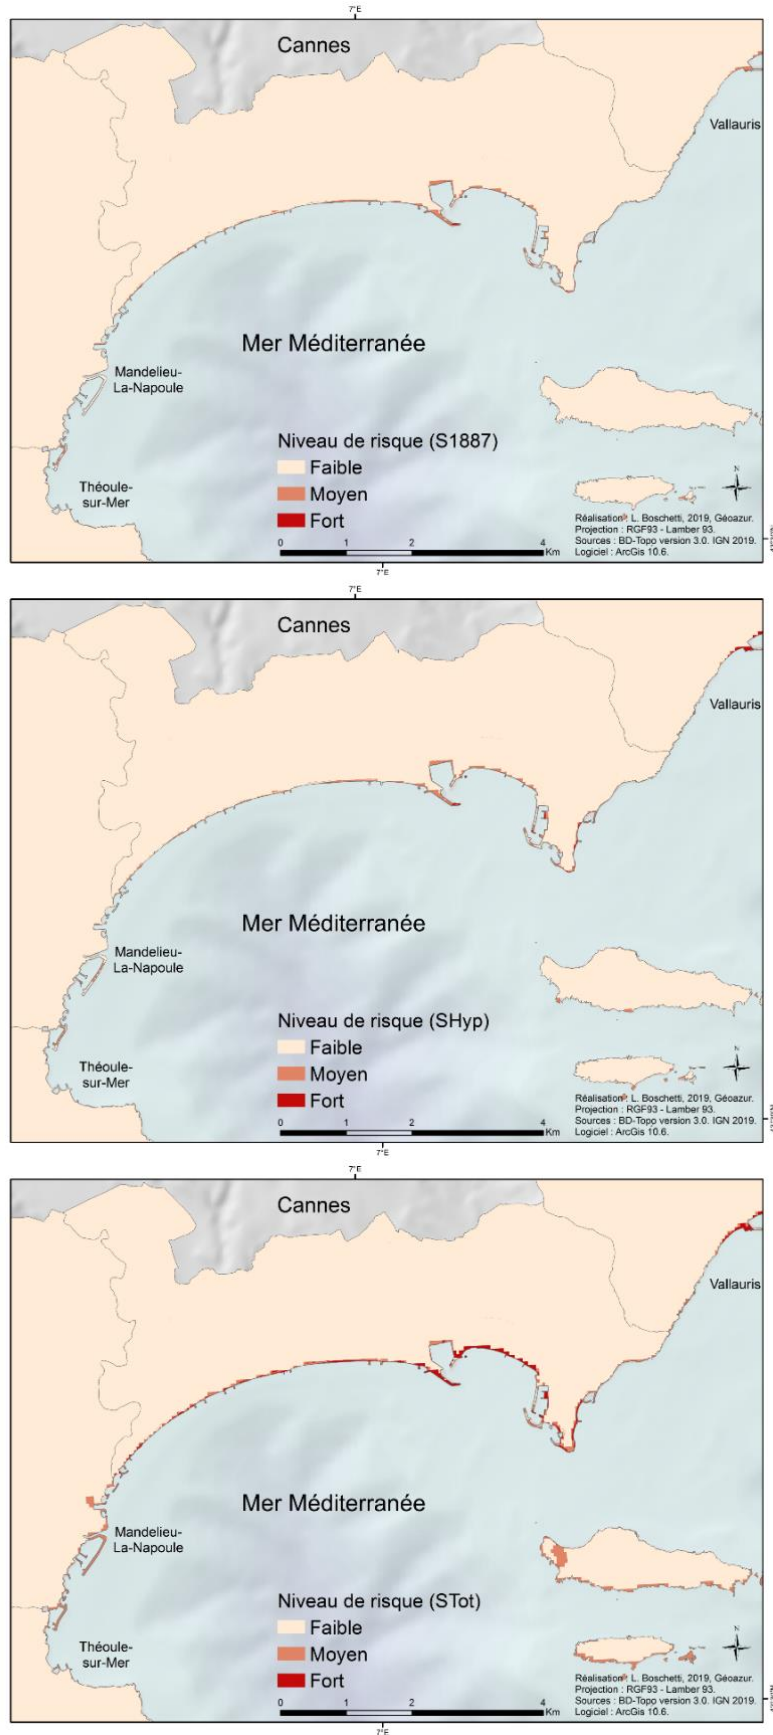 7°E
Cannes
Vallauris
Mer Méditerranée
Mandelieu-
La-Napoule
Niveau de risque (S1887)
Faible
Moyen
Fort
Théoule-
sur-Mer
N
Réalisation : L. Boschetti, 2019, Géoazur.
Projection : RGF93 - Lamber 93.
Sources : BD-Topo version 3.0. IGN 2019.
Logiciel : ArcGis 10.6.
0 1 2 4
Km
7°E
7°E
Cannes
Vallauris
Mer Méditerranée
Mandelieu-
La-Napoule
Niveau de risque (SHyp)
Faible
Moyen
Fort
Théoule-
sur-Mer
N
Réalisation : L. Boschetti, 2019, Géoazur.
Projection : RGF93 - Lamber 93.
Sources : BD-Topo version 3.0. IGN 2019.
Logiciel : ArcGis 10.6.
0 1 2 4
Km
7°E
7°E
Cannes
Vallauris
Mer Méditerranée
Mandelieu-
La-Napoule
Niveau de risque (STot)
Faible
Moyen
Fort
Théoule-
sur-Mer
N
Réalisation : L. Boschetti, 2019, Géoazur.
Projection : RGF93 - Lamber 93.
Sources : BD-Topo version 3.0. IGN 2019.
Logiciel : ArcGis 10.6.
0 1 2 4
Km
7°E